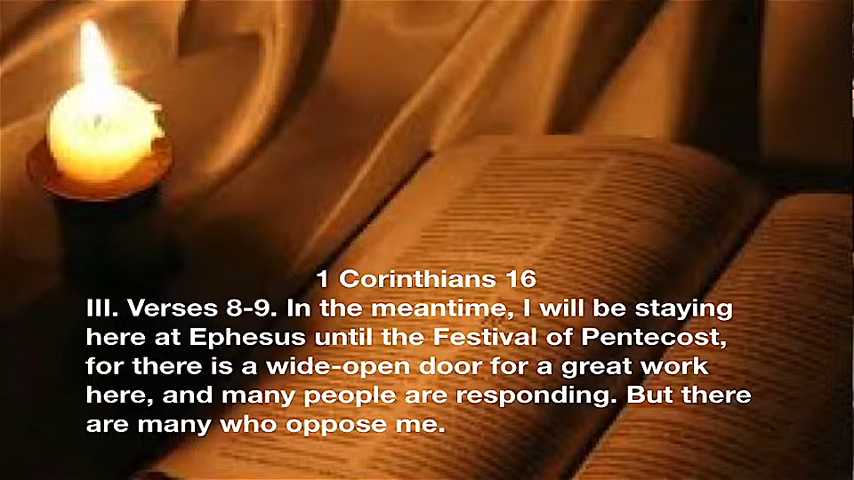 1 Corinthians 16
III. Verses 8-9. In the meantime, I will be staying
here at Ephesus until the Festival of Pentecost,
for there is a wide-open door for a great work
here, and many people are responding. But there
are many who oppose me.